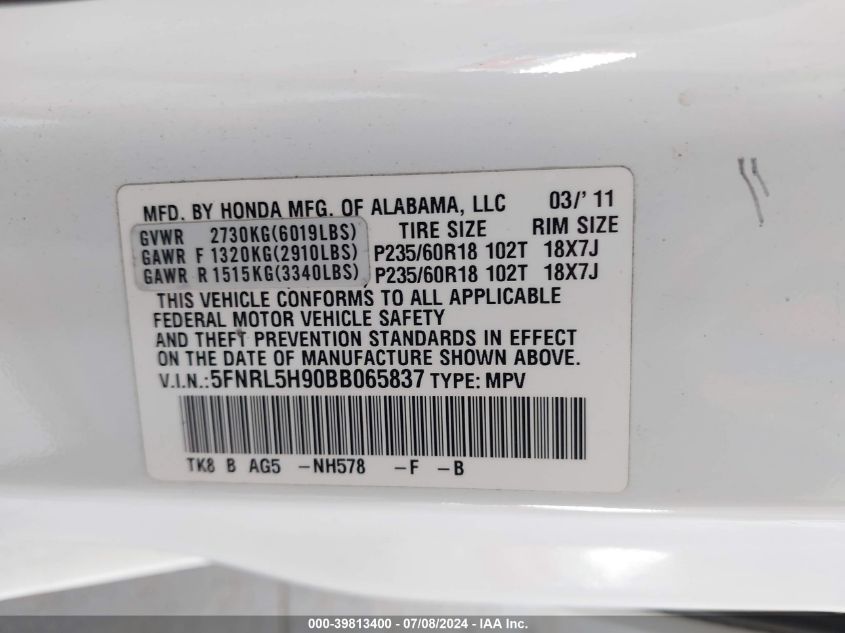 MFD. BY HONDA MFG. OF ALABAMA, LLC 03/' 11
GVWR 2730KG(6019LBS) TIRE SIZE RIM SIZE
GAWR F 1320KG(2910LBS) P235/60R18 102T 18X7J
GAWR R 1515KG(3340LBS) P235/60R18 102T 18X7J
THIS VEHICLE CONFORMS TO ALL APPLICABLE
FEDERAL MOTOR VEHICLE SAFETY
AND THEFT PREVENTION STANDARDS IN EFFECT
ON THE DATE OF MANUFACTURE SHOWN ABOVE.
V.I.N.:5FNRL5H90BB065837 TYPE: MPV
TK8 B AG5 -NH578 -F -B
000-39813400 - 07/08/2024 - IAA Inc.